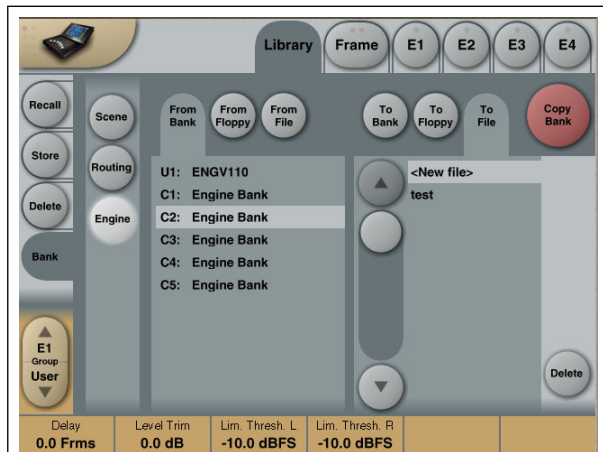 Library
Frame
E1
E2
E3
E4
Recall
Store
Delete
Bank
Scene
Routing
Engine
From
Bank
From
Floppy
From
File
To
Bank
To
Floppy
To
File
Copy
Bank
U1: ENGV110
C1: Engine Bank
C2: Engine Bank
C3: Engine Bank
C4: Engine Bank
C5: Engine Bank
<New file>
test
E1
Group
User
Delete
Delay
0.0 Frms
Level Trim
0.0 dB
Lim. Thresh. L
-10.0 dBFS
Lim. Thresh. R
-10.0 dBFS